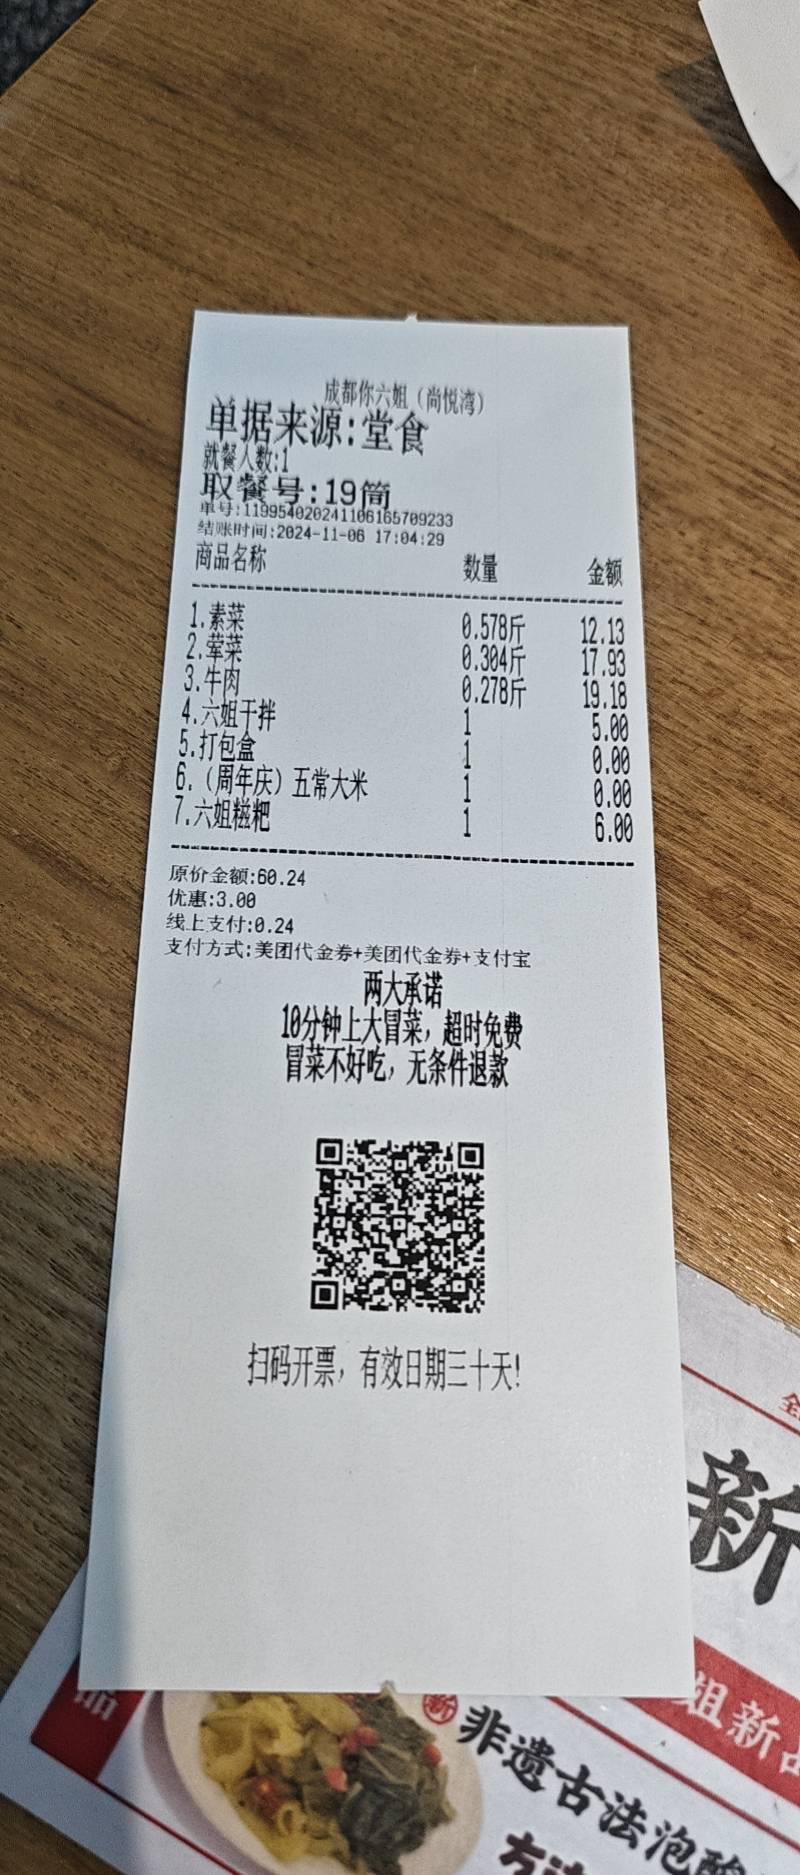 成都你六姐（尚悦湾）
单据来源:堂食
就餐人数:1
取餐号:19筒
单号:119954020241106165709233
结账时间:2024-11-06 17:04:29
商品名称 数量 金额
1.素菜 0.578斤 12.13
2.荤菜 0.304斤 17.93
3.牛肉 0.278斤 19.18
4.六姐干拌 1 5.00
5.打包盒 1 0.00
6.（周年庆）五常大米 1 0.00
7.六姐糍粑 1 6.00
原价金额:60.24
优惠:3.00
线上支付:0.24
支付方式:美团代金券+美团代金券+支付宝
两大承诺
10分钟上大冒菜，超时免费
冒菜不好吃，无条件退款
扫码开票，有效日期三十天!
全
新
姐新品
品
新
非遗古法泡酸